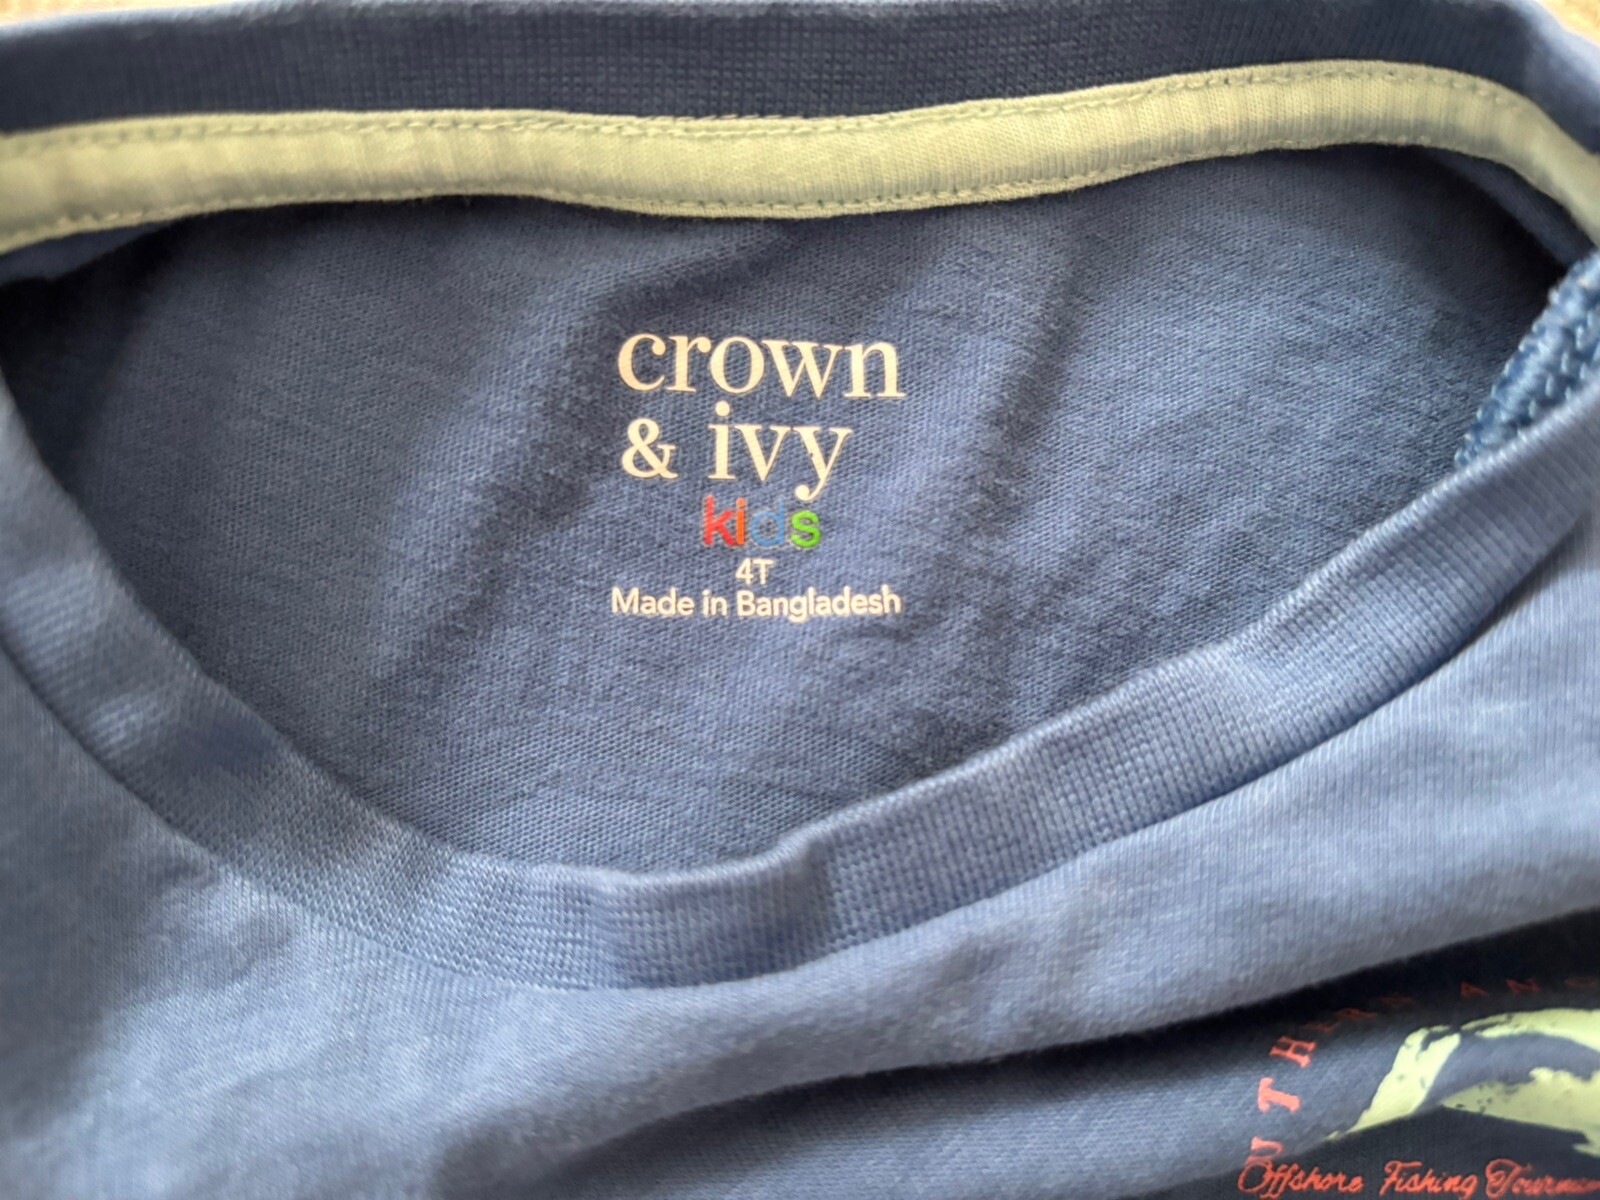 crown
& ivy
kids
4T
Made in Bangladesh
Offshore Fishing